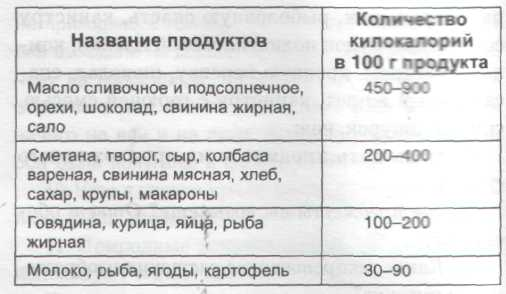 Название продуктов
Количество
килокалорий
в 100 г продукта
Масло сливочное и подсолнечное,
орехи, шоколад, свинина жирная,
сало
450–900
Сметана, творог, сыр, колбаса
вареная, свинина мясная, хлеб,
сахар, крупы, макароны
200–400
Говядина, курица, яйца, рыба
жирная
100–200
Молоко, рыба, ягоды, картофель
30–90